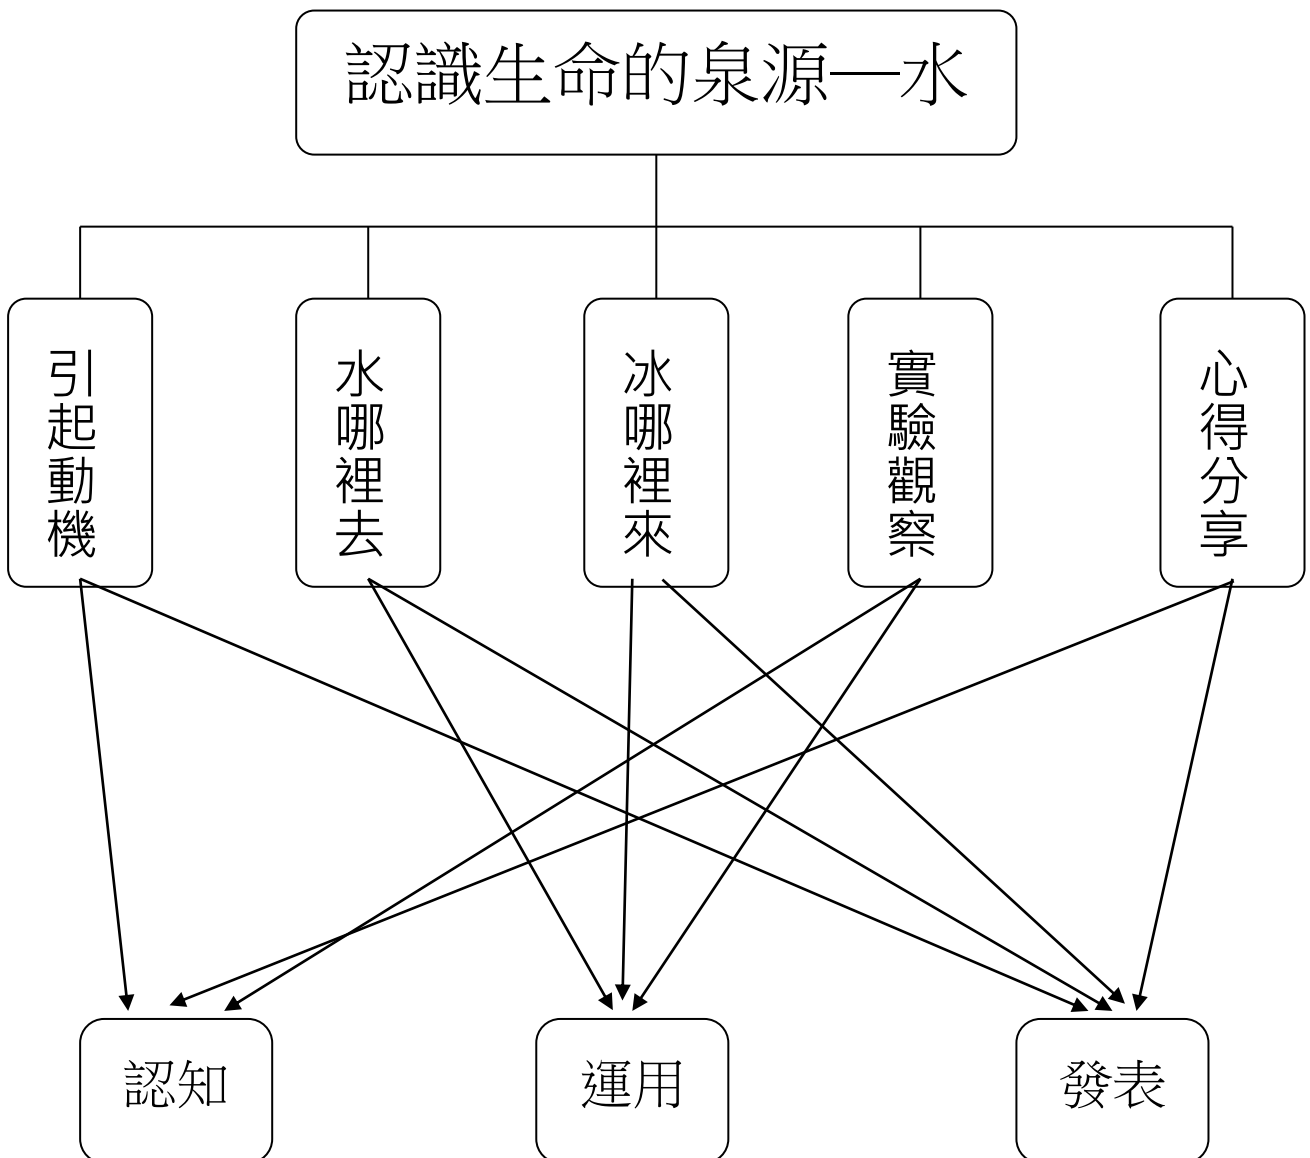 認識生命的泉源—水
引起動機
水哪裡去
冰哪裡來
實驗觀察
心得分享
認知
運用
發表